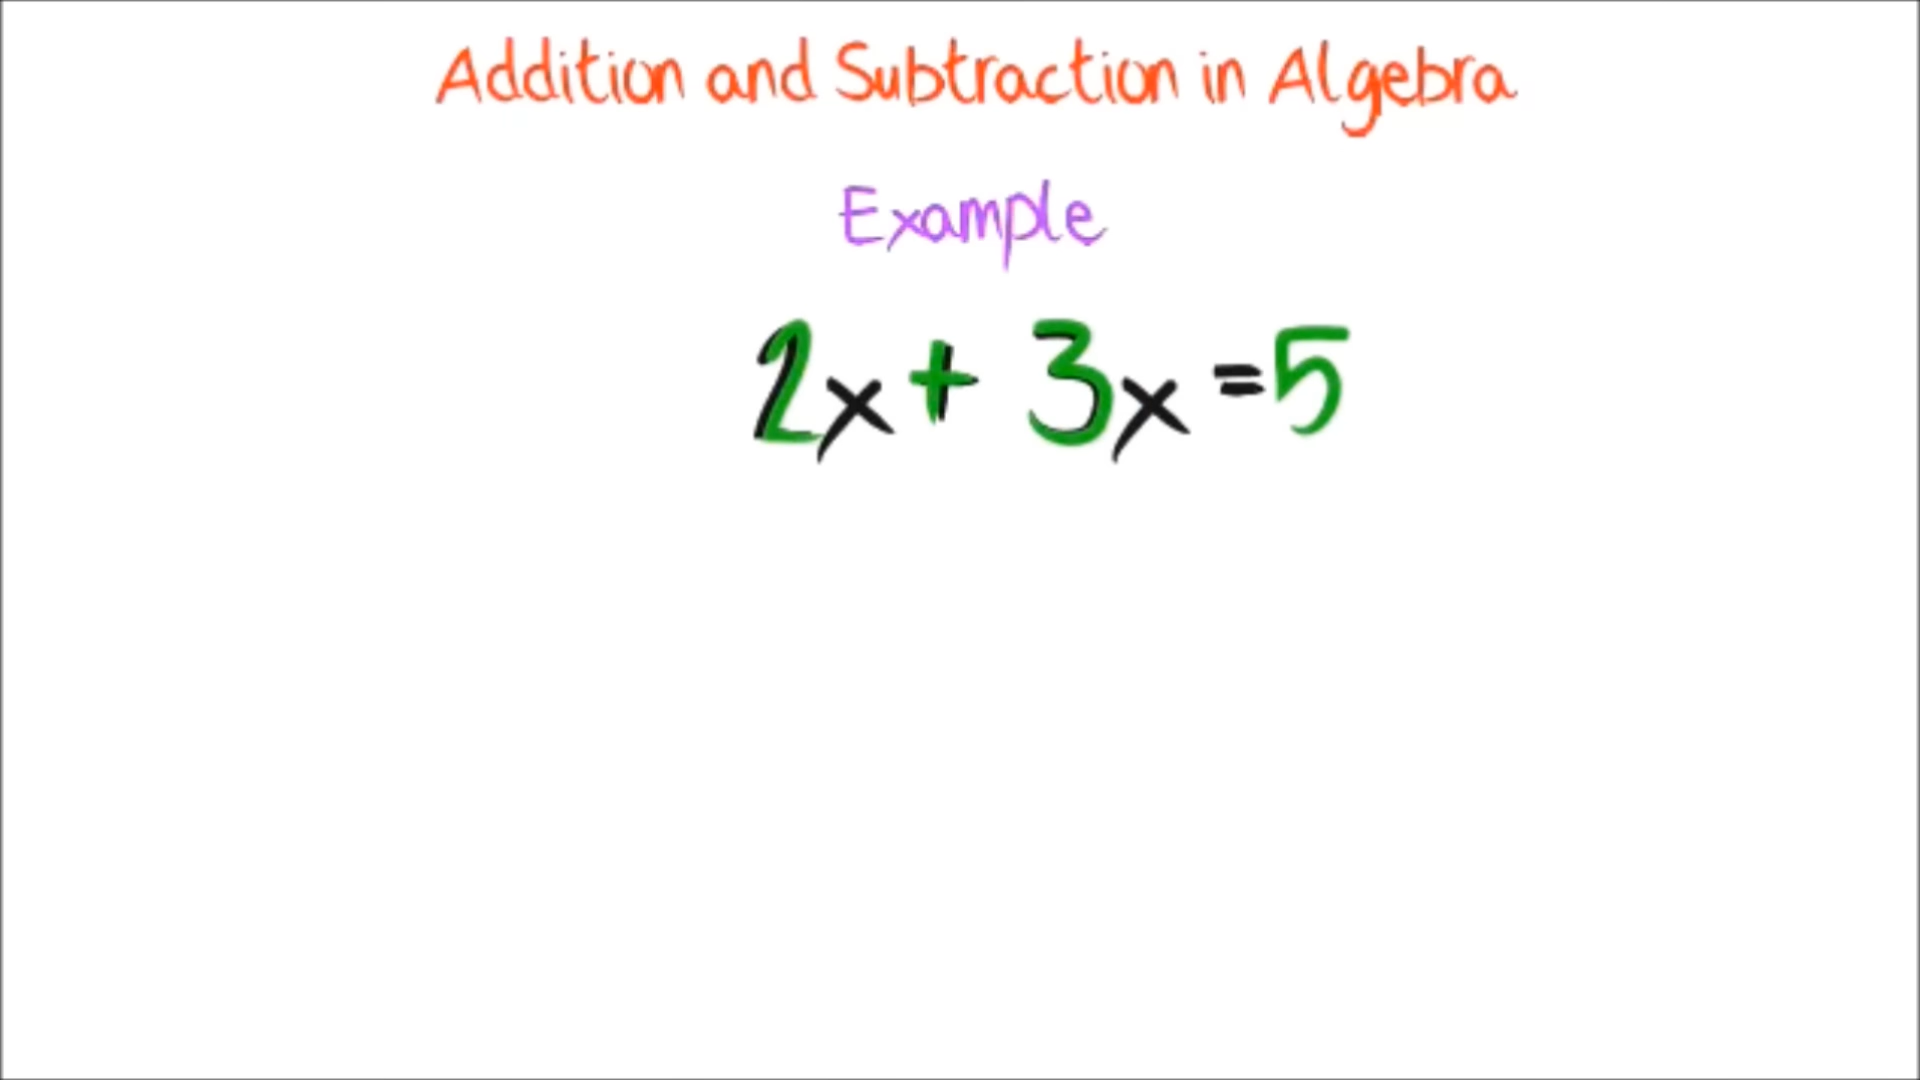 Addition and Subtraction in Algebra
Example
2x + 3x = 5